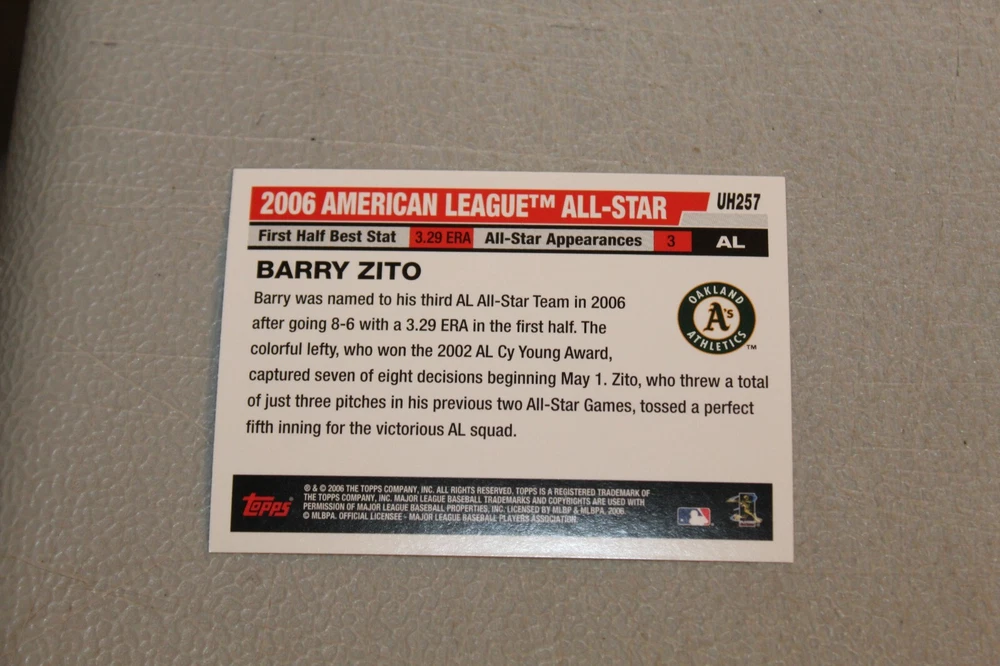 2006 AMERICAN LEAGUE™ ALL-STAR UH257
First Half Best Stat 3.29 ERA All-Star Appearances 3 AL
BARRY ZITO
Barry was named to his third AL All-Star Team in 2006
after going 8-6 with a 3.29 ERA in the first half. The
colorful lefty, who won the 2002 AL Cy Young Award,
captured seven of eight decisions beginning May 1. Zito, who threw a total
of just three pitches in his previous two All-Star Games, tossed a perfect
fifth inning for the victorious AL squad.
OAKLAND
A's
ATHLETICS™
Topps®
® & © 2006 THE TOPPS COMPANY, INC. ALL RIGHTS RESERVED. TOPPS IS A REGISTERED TRADEMARK OF
THE TOPPS COMPANY, INC. MAJOR LEAGUE BASEBALL TRADEMARKS AND COPYRIGHTS ARE USED WITH
PERMISSION OF MAJOR LEAGUE BASEBALL PROPERTIES, INC. LICENSED BY MLBP & MLBPA, 2006
© MLBPA. OFFICIAL LICENSEE - MAJOR LEAGUE BASEBALL PLAYERS ASSOCIATION.